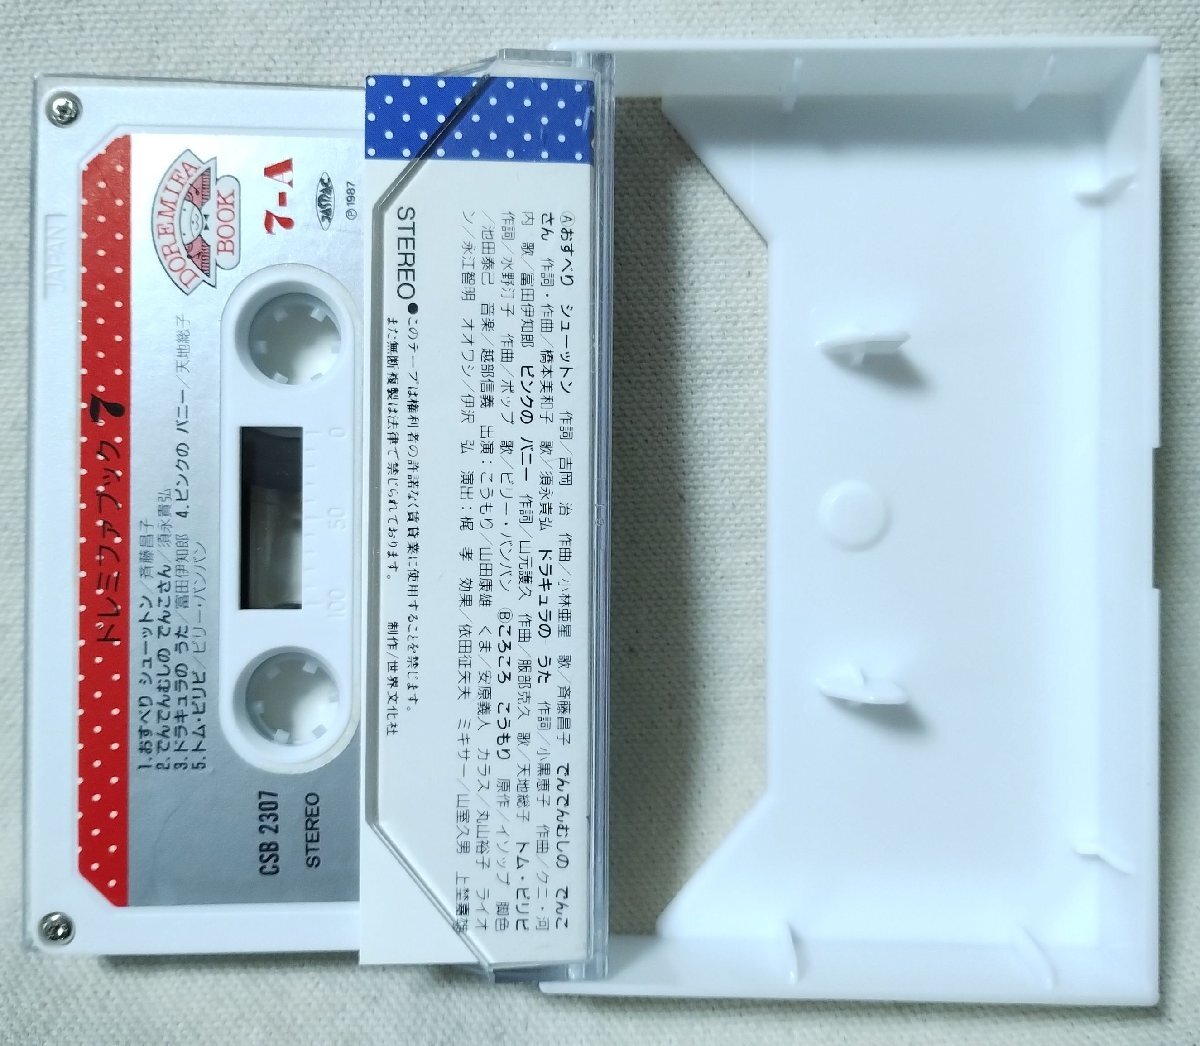 JAPAN
ドレミファブック 7
DOREMIFA
BOOK
7-A
JASRAC
Ⓟ1987
1.おすべり シューットン/斉藤昌子
2.でんでんむしの でんこさん/須永貴弘
3.ドラキュラの うた/富田伊知郎 4.ピンクの バニー/天地総子
5.トム・ピリビ/ビリー・バンバン
0 50 100
CSB 2307
STEREO
Ⓐおすべり シューットン 作詞/吉岡 治 作曲/小林亜星 歌/斉藤昌子 でんでんむしの でんこ
さん 作詞・作曲/橋本美和子 歌/須永貴弘 ドラキュラの うた 作詞/小黒恵子 作曲/クニ・河
内 歌/富田伊知郎 ピンクの バニー 作詞/山元護久 作曲/服部克久 歌/天地総子 トム・ピリビ
作詞/水野汀子 作曲/ポップ 歌/ビリー・バンバン Ⓑころころ こうもり 原作/イソップ 脚色
/池田泰己 音楽/越部信義 出演:こうもり/山田康雄 くま/安原義人 カラス/丸山裕子 ライオ
ン/永江智明 オオワシ/伊沢 弘 演出:梶 孝 効果/依田征矢夫 ミキサー/山室久男 上埜嘉雄
STEREO ●このテープは権利者の許諾なく賃貸業に使用することを禁じます。
また無断複製は法律で禁じられております。 制作/世界文化社